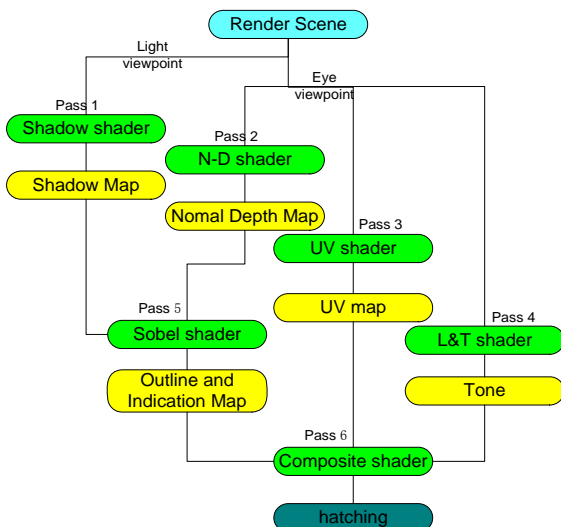 Render Scene
Light
viewpoint
Eye
viewpoint
Pass 1
Shadow shader
Pass 2
N-D shader
Shadow Map
Nomal Depth Map
Pass 3
UV shader
Pass 5
Sobel shader
UV map
Pass 4
L&T shader
Outline and
Indication Map
Tone
Pass 6
Composite shader
hatching